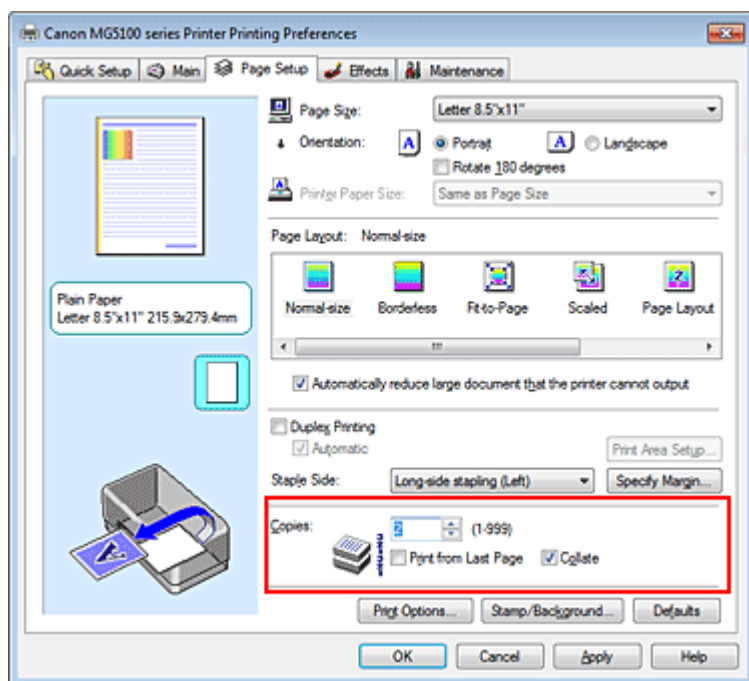 Canon MG5100 series Printer Printing Preferences
Quick Setup Main Page Setup Effects Maintenance
Page Size: Letter 8.5"x11"
Orientation: A Portrait A Landscape
Rotate 180 degrees
Printer Paper Size: Same as Page Size
Page Layout: Normal-size
Normal-size Borderless Fit-to-Page Scaled Page Layout
Plain Paper
Letter 8.5"x11" 215.9x279.4mm
Automatically reduce large document that the printer cannot output
Duplex Printing
Automatic Print Area Setup...
Staple Side: Long-side stapling (Left) Specify Margin...
Copies: 2 (1-999)
Print from Last Page Collate
Print Options... Stamp/Background... Defaults
OK Cancel Apply Help